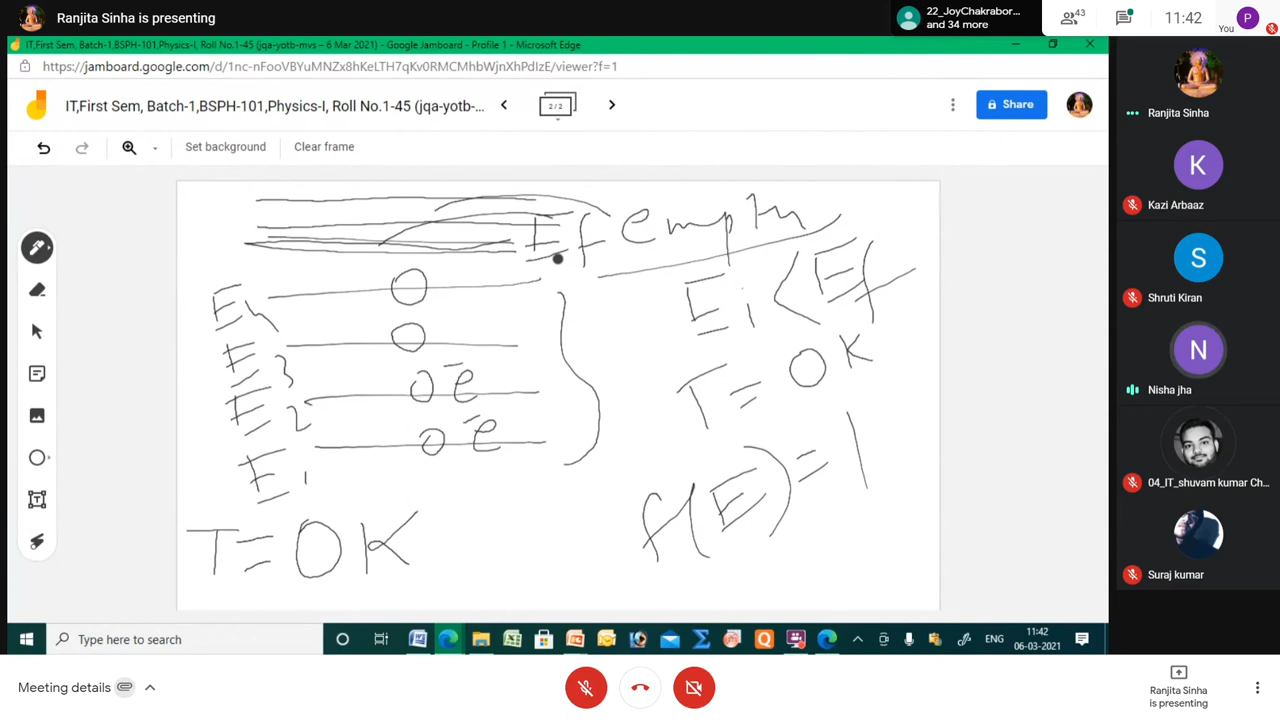 Ranjita Sinha is presenting
22_JoyChakrabor...
and 34 more
43
11:42
You
P
IT,First Sem, Batch-1,BSPH-101,Physics-I, Roll No.1-45 (jqa-yotb-mvs – 6 Mar 2021) - Google Jamboard - Profile 1 - Microsoft Edge
https://jamboard.google.com/d/1nc-nFooVBYuMNZx8hKeLTH7qKv0RMCMhbWjnXhPdIzE/viewer?f=1
IT,First Sem, Batch-1,BSPH-101,Physics-I, Roll No.1-45 (jqa-yotb-...
2 / 2
Share
Set background
Clear frame
Ef empty
E4
E3
E2 e
E1 e
T = 0K
Ei < Ef
T = 0K
f(E) = 1
Ranjita Sinha
K
Kazi Arbaaz
S
Shruti Kiran
N
Nisha jha
04_IT_shuvam kumar Ch...
Suraj kumar
Type here to search
ENG
11:42
06-03-2021
Meeting details
Ranjita Sinha
is presenting